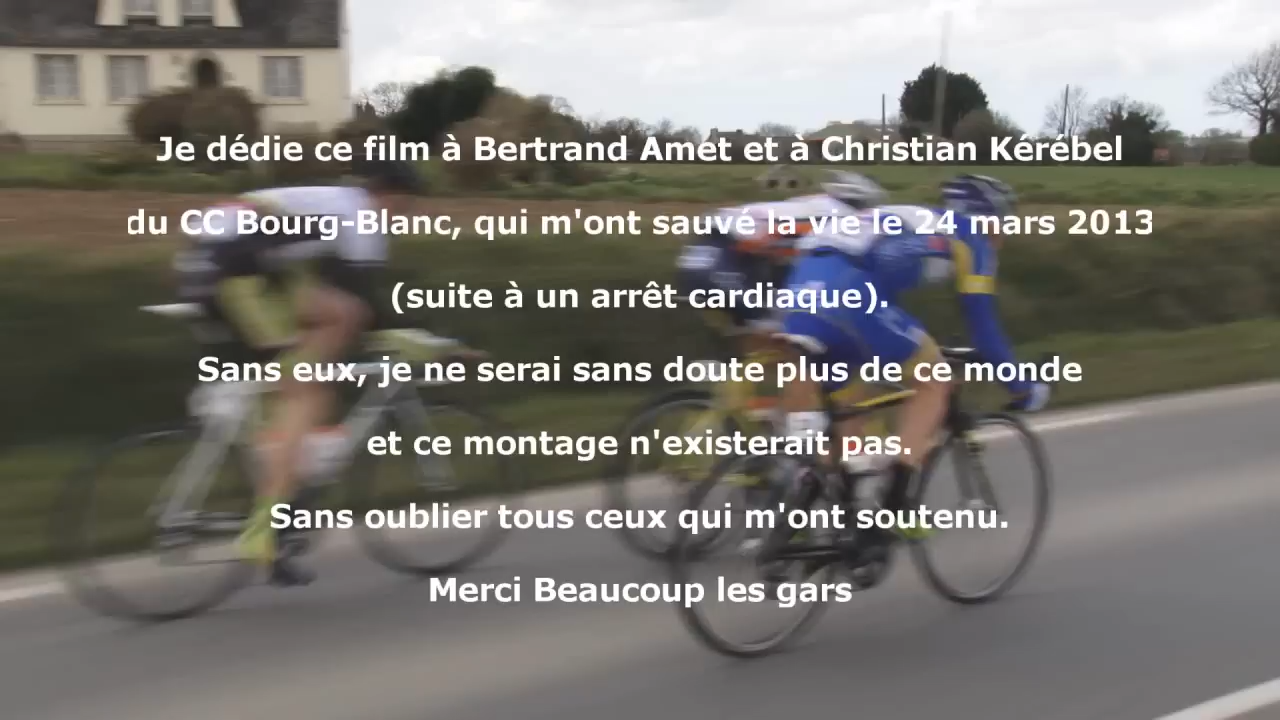 Je dédie ce film à Bertrand Amet et à Christian Kérébel
du CC Bourg-Blanc, qui m'ont sauvé la vie le 24 mars 2013
(suite à un arrêt cardiaque).
Sans eux, je ne serai sans doute plus de ce monde
et ce montage n'existerait pas.
Sans oublier tous ceux qui m'ont soutenu.
Merci Beaucoup les gars